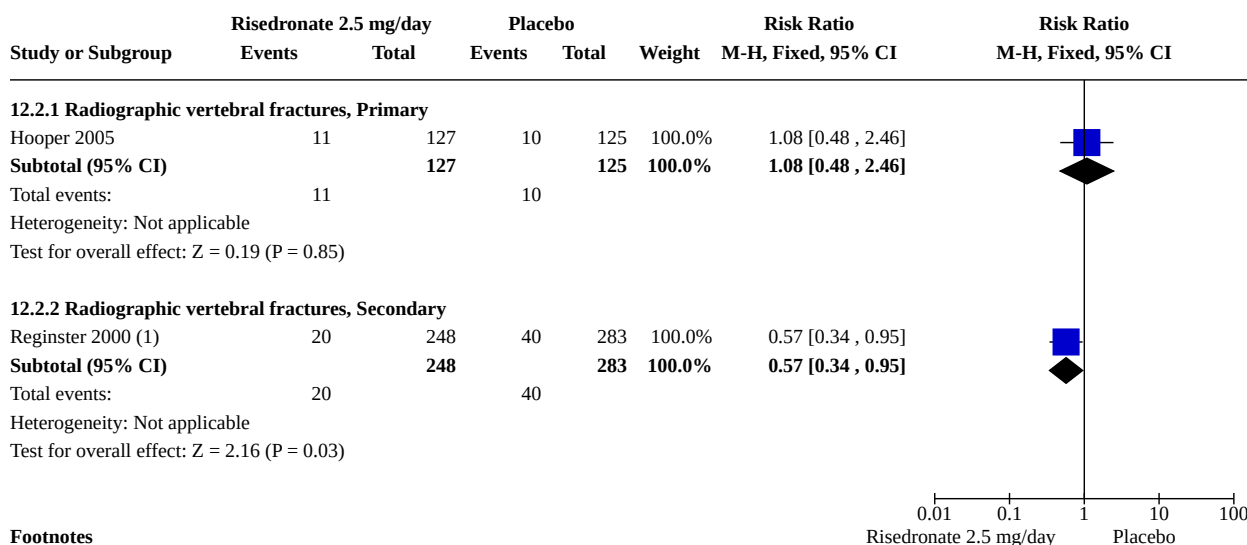 Risedronate 2.5 mg/day Placebo Risk Ratio Risk Ratio
Study or Subgroup Events Total Events Total Weight M-H, Fixed, 95% CI M-H, Fixed, 95% CI
12.2.1 Radiographic vertebral fractures, Primary
Hooper 2005 11 127 10 125 100.0% 1.08 [0.48 , 2.46]
Subtotal (95% CI) 127 125 100.0% 1.08 [0.48 , 2.46]
Total events: 11 10
Heterogeneity: Not applicable
Test for overall effect: Z = 0.19 (P = 0.85)
12.2.2 Radiographic vertebral fractures, Secondary
Reginster 2000 (1) 20 248 40 283 100.0% 0.57 [0.34 , 0.95]
Subtotal (95% CI) 248 283 100.0% 0.57 [0.34 , 0.95]
Total events: 20 40
Heterogeneity: Not applicable
Test for overall effect: Z = 2.16 (P = 0.03)
0.01 0.1 1 10 100
Footnotes Risedronate 2.5 mg/day Placebo